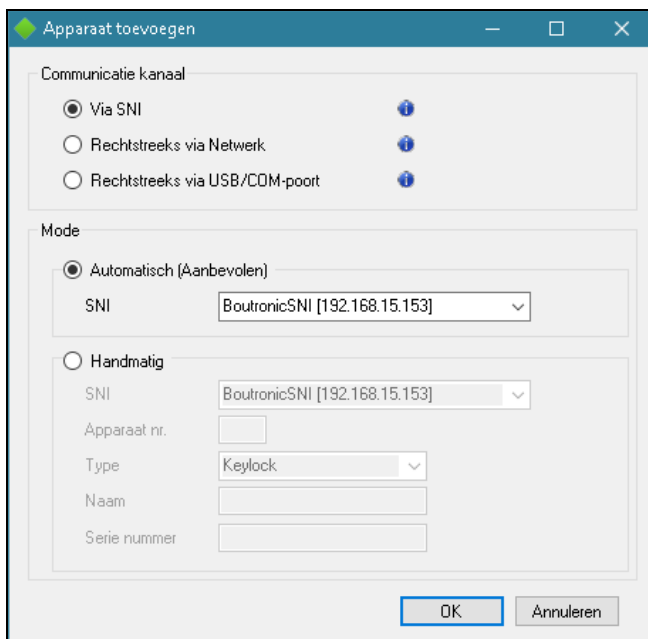 Apparaat toevoegen
Communicatie kanaal
Via SNI
Rechtstreeks via Netwerk
Rechtstreeks via USB/COM-poort
Mode
Automatisch (Aanbevolen)
SNI BoutronicSNI [192.168.15.153]
Handmatig
SNI BoutronicSNI [192.168.15.153]
Apparaat nr.
Type Keylock
Naam
Serie nummer
OK Annuleren